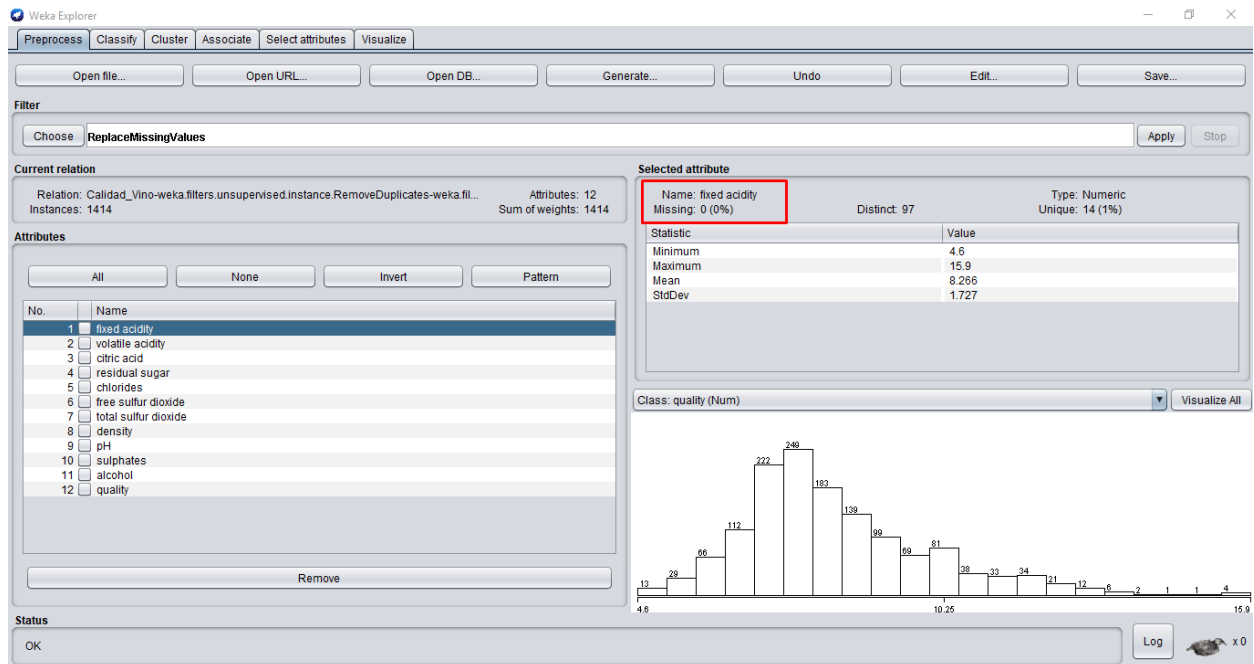 Weka Explorer
Preprocess Classify Cluster Associate Select attributes Visualize
Open file... Open URL... Open DB... Generate... Undo Edit... Save...
Filter
Choose ReplaceMissingValues Apply Stop
Current relation
Relation: Calidad_Vino-weka.filters.unsupervised.instance.RemoveDuplicates-weka.fil... Attributes: 12
Instances: 1414 Sum of weights: 1414
Attributes
All None Invert Pattern
No. Name
1 fixed acidity
2 volatile acidity
3 citric acid
4 residual sugar
5 chlorides
6 free sulfur dioxide
7 total sulfur dioxide
8 density
9 pH
10 sulphates
11 alcohol
12 quality
Remove
Selected attribute
Name: fixed acidity Type: Numeric
Missing: 0 (0%) Distinct: 97 Unique: 14 (1%)
Statistic Value
Minimum 4.6
Maximum 15.9
Mean 8.266
StdDev 1.727
Class: quality (Num) Visualize All
13 29 66 112 222 249 183 139 99 69 81 38 33 34 21 12 6 2 1 1 4
4.6 10.25 15.9
Status
OK Log x 0